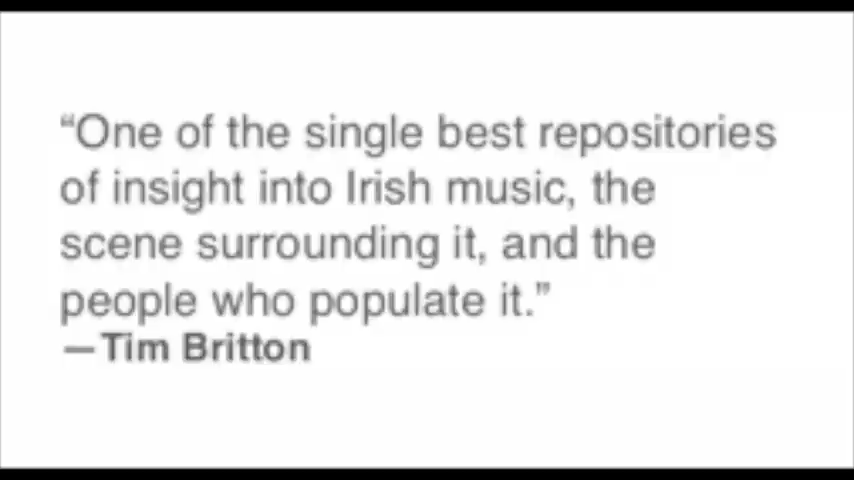 “One of the single best repositories
of insight into Irish music, the
scene surrounding it, and the
people who populate it.”
—Tim Britton